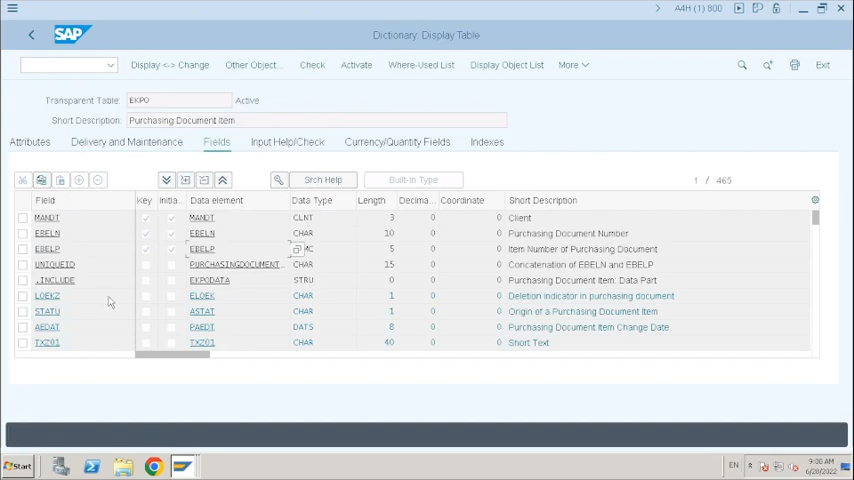 A4H (1) 800
SAP
Dictionary: Display Table
Display <-> Change Other Object... Check Activate Where-Used List Display Object List More Exit
Transparent Table: EKPO Active
Short Description: Purchasing Document Item
Attributes Delivery and Maintenance Fields Input Help/Check Currency/Quantity Fields Indexes
Srch Help Built-In Type 1 / 465
Field Key Initia... Data element Data Type Length Decima... Coordinate Short Description
MANDT MANDT CLNT 3 0 0 Client
EBELN EBELN CHAR 10 0 0 Purchasing Document Number
EBELP EBELP MC 5 0 0 Item Number of Purchasing Document
UNIQUEID PURCHASINGDOCUMENT... CHAR 15 0 0 Concatenation of EBELN and EBELP
.INCLUDE EKPODATA STRU 0 0 0 Purchasing Document Item: Data Part
LOEKZ ELOEK CHAR 1 0 0 Deletion indicator in purchasing document
STATU ASTAT CHAR 1 0 0 Origin of a Purchasing Document Item
AEDAT PAEDT DATS 8 0 0 Purchasing Document Item Change Date
TXZ01 TXZ01 CHAR 40 0 0 Short Text
Start EN 9:00 AM
6/28/2022